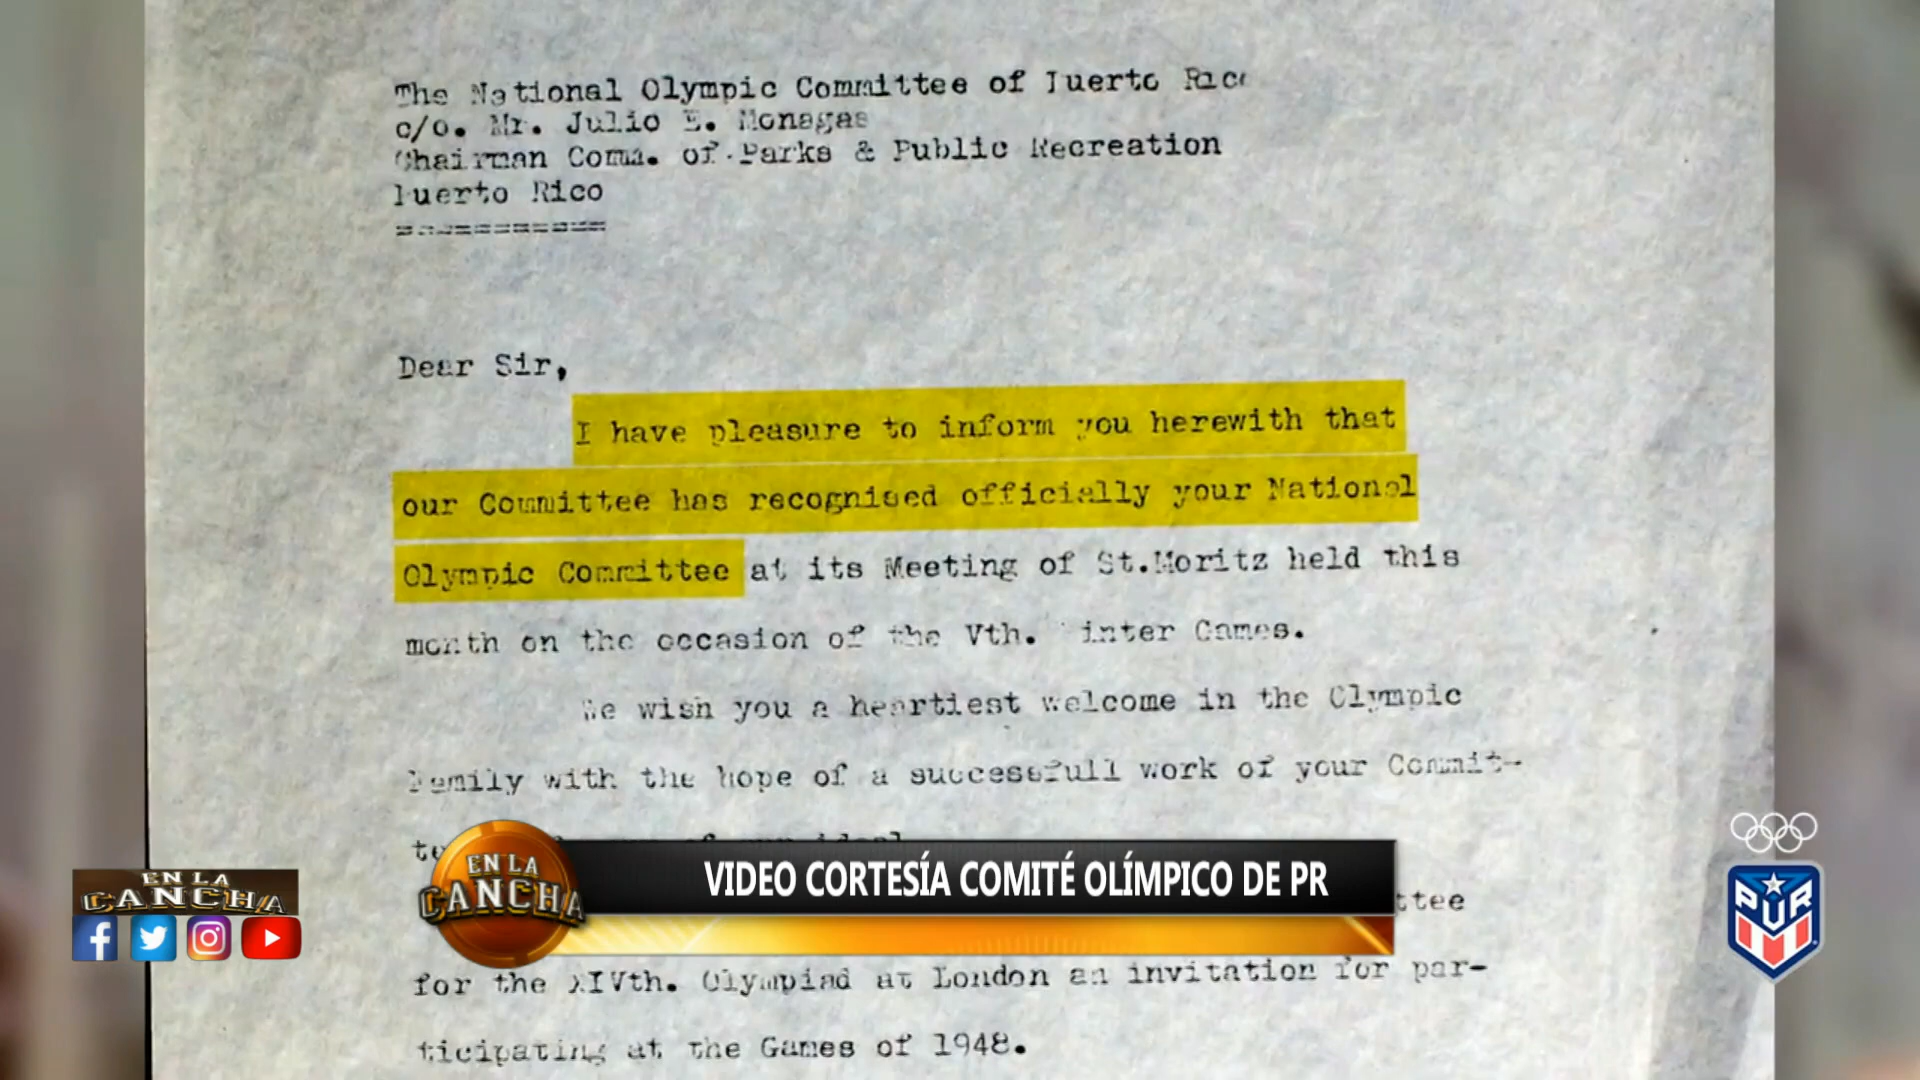 The National Olympic Committee of Puerto Rico
c/o. Mr. Julio E. Monagas
Chairman Comm. of Parks & Public Recreation
Puerto Rico
===========
Dear Sir,
I have pleasure to inform you herewith that
our Committee has recognised officially your National
Olympic Committee at its Meeting of St.Moritz held this
month on the occasion of the Vth. inter Games.
We wish you a heartiest welcome in the Olympic
Family with the hope of a successfull work of your Commit-
ideal
EN LA
CANCHA
VIDEO CORTESÍA COMITÉ OLÍMPICO DE PR
EN LA
CANCHA
PUR
ttee
for the XIVth. Olympiad at London an invitation for par-
ticipating at the Games of 1948.